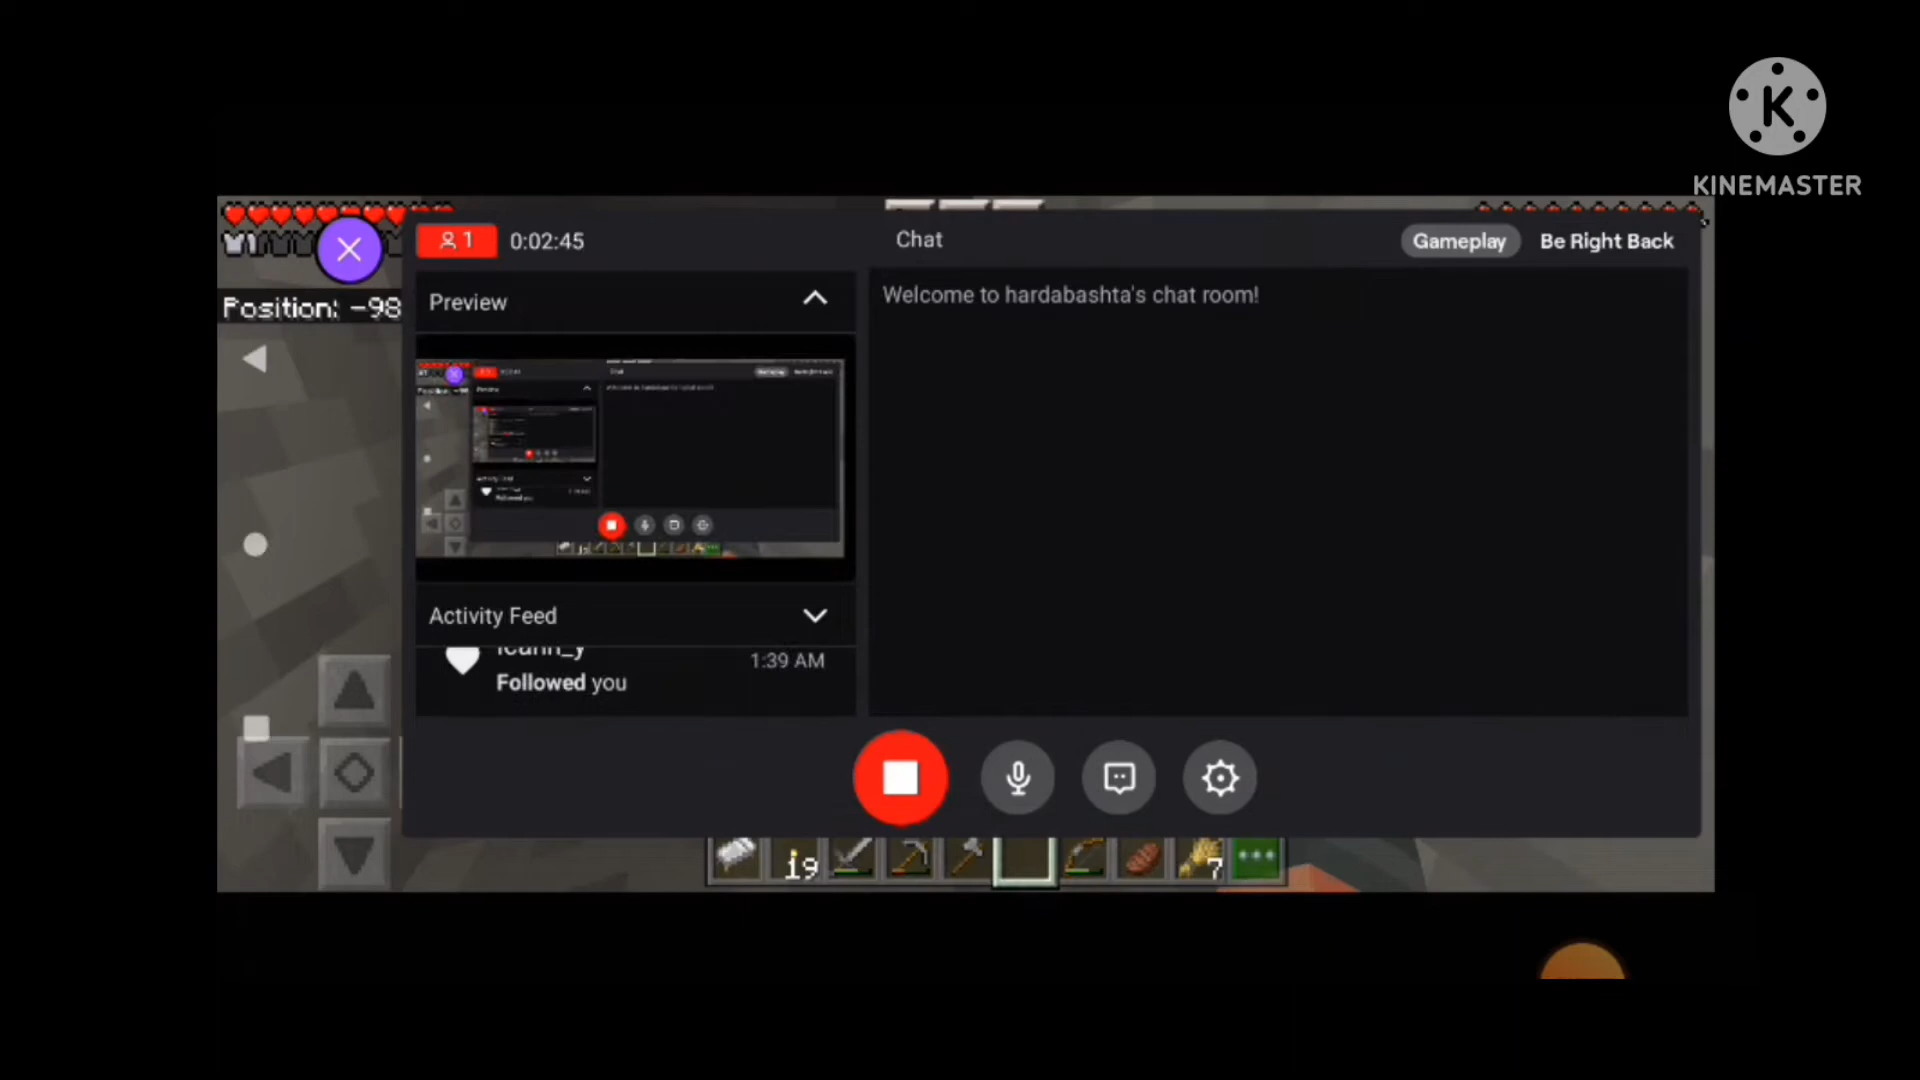 KINEMASTER
1
0:02:45
Chat
Gameplay
Be Right Back
Position: -98
Preview
Welcome to hardabashta's chat room!
Activity Feed
1:39 AM
Followed you
19
7